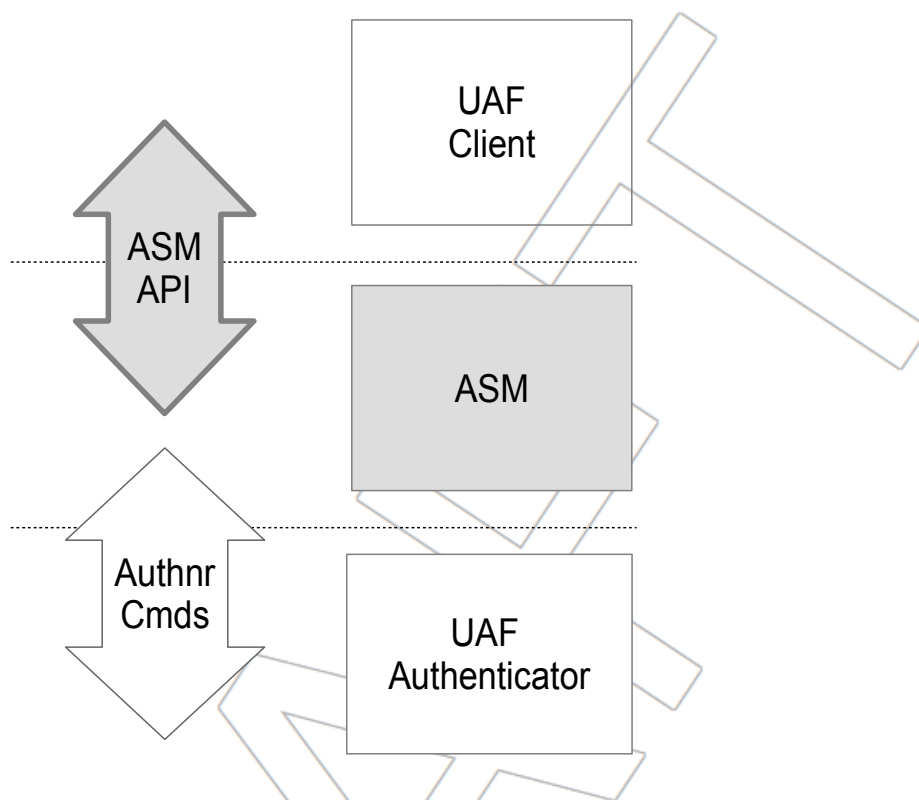 UAF
Client
ASM
API
ASM
Authnr
Cmds
UAF
Authenticator